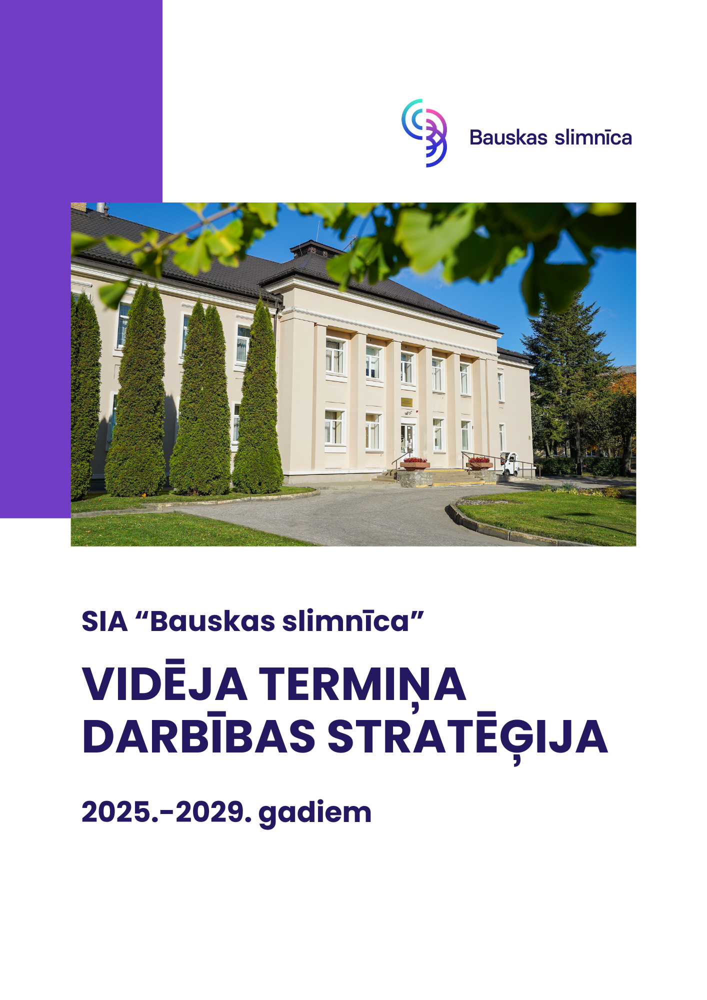 Bauskas slimnīca
SIA “Bauskas slimnīca”
VIDĒJA TERMIŅA
DARBĪBAS STRATĒĢIJA
2025.-2029. gadiem